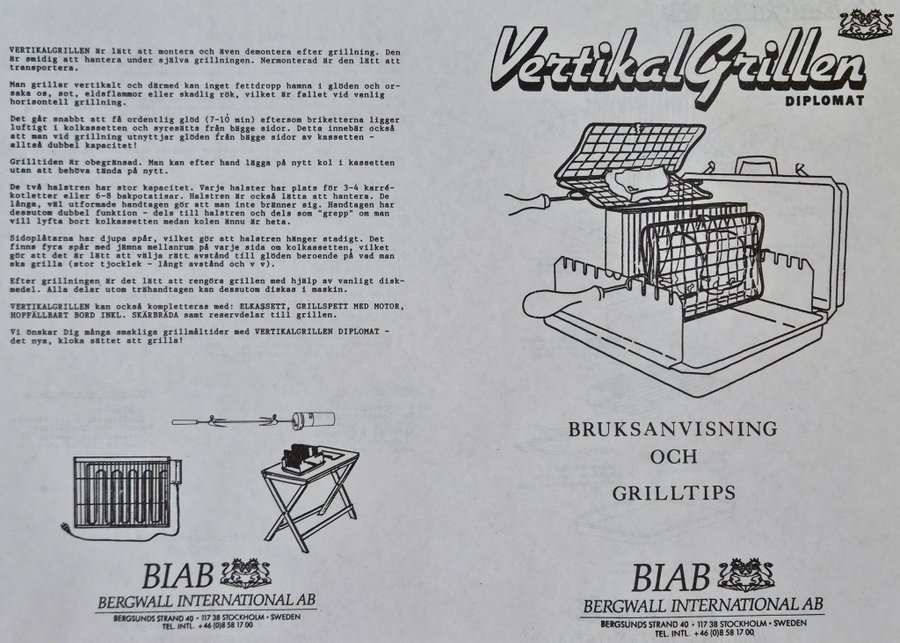 VERTIKALGRILLEN är lätt att montera och även demontera efter grillning. Den
är smidig att hantera under själva grillningen. Nermonterad är den lätt att
transportera.
Man grillar vertikalt och därmed kan inget fettdropp hamna i glöden och or-
saka os, sot, eldsflammor eller skadlig rök, vilket är fallet vid vanlig
horisontell grillning.
Det går snabbt att få ordentlig glöd (7-10 min) eftersom briketterna ligger
luftigt i kolkassetten och syresätts från bägge sidor. Detta innebär också
att man vid grillning utnyttjar glöden från bägge sidor av kassetten -
alltså dubbel kapacitet!
Grilltiden är obegränsad. Man kan efter hand lägga på nytt kol i kassetten
utan att behöva tända på nytt.
De två halstren har stor kapacitet. Varje halster har plats för 3-4 karré-
kotletter eller 6-8 bakpotatisar. Halstren är också lätta att hantera. De
långa, väl utformade handtagen gör att man inte bränner sig. Handtagen har
dessutom dubbel funktion - dels till halstren och dels som "grepp" om man
vill lyfta bort kolkassetten medan kolen ännu är heta.
Sidoplåtarna har djupa spår, vilket gör att halstren hänger stadigt. Det
finns fyra spår med jämna mellanrum på varje sida om kolkassetten, vilket
gör att det är lätt att välja rätt avstånd till glöden beroende på vad man
ska grilla (stor tjocklek - långt avstånd och v v).
Efter grillningen är det lätt att rengöra grillen med hjälp av vanligt disk-
medel. Alla delar utom trähandtagen kan dessutom diskas i maskin.
VERTIKALGRILLEN kan också kompletteras med: ELKASSETT, GRILLSPETT MED MOTOR,
HOPFÄLLBART BORD INKL. SKÄRBRÄDA samt reservdelar till grillen.
Vi önskar Dig många smakliga grillmåltider med VERTIKALGRILLEN DIPLOMAT -
det nya, kloka sättet att grilla!
BIAB
BERGWALL INTERNATIONAL AB
BERGSUNDS STRAND 40 • 117 38 STOCKHOLM • SWEDEN
TEL. INTL. +46 (0)8 58 17 00
VertikalGrillen
DIPLOMAT
BRUKSANVISNING
OCH
GRILLTIPS
BIAB
BERGWALL INTERNATIONAL AB
BERGSUNDS STRAND 40 • 117 38 STOCKHOLM • SWEDEN
TEL. INTL. +46 (0)8 58 17 00